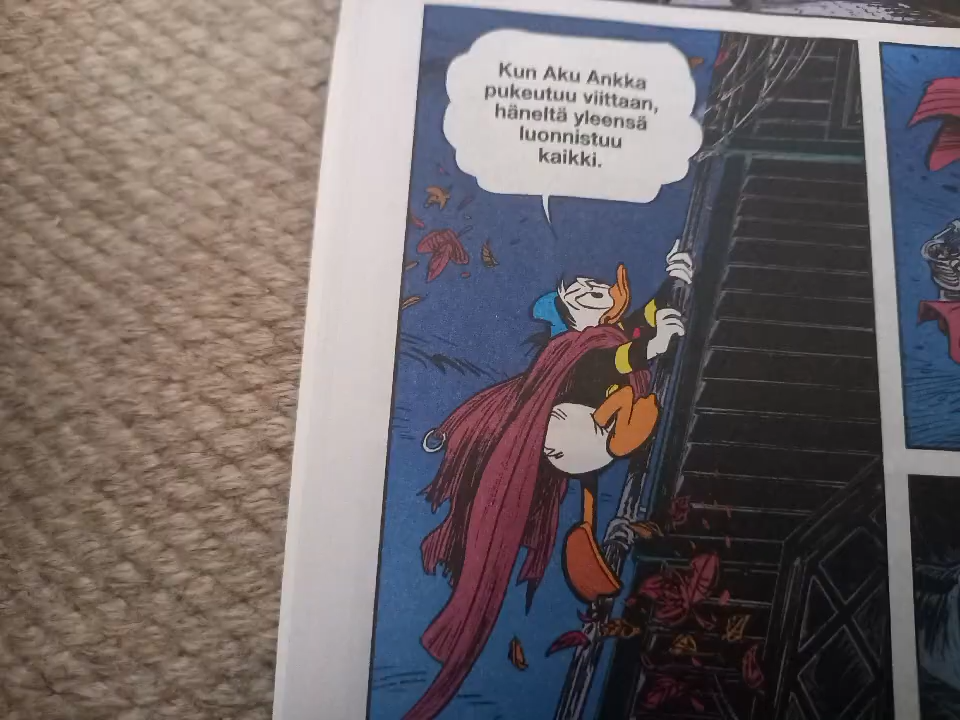 Kun Aku Ankka
pukeutuu viittaan,
häneltä yleensä
luonnistuu
kaikki.